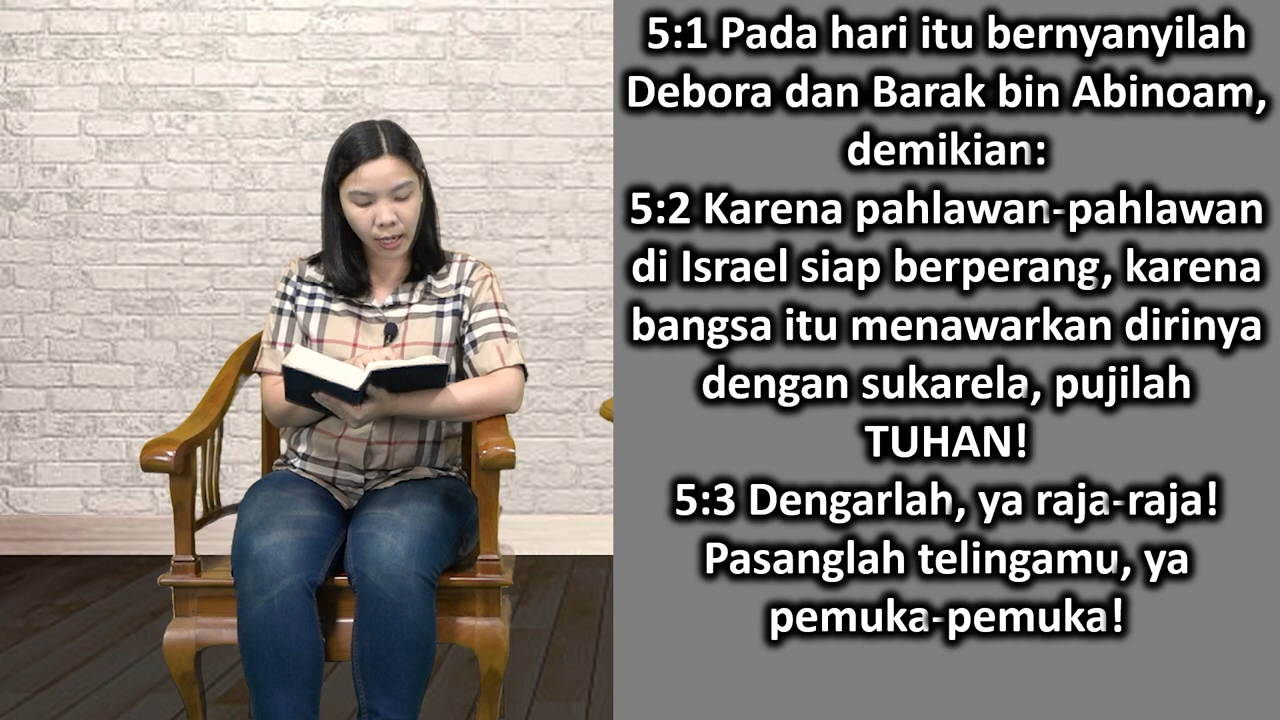 5:1 Pada hari itu bernyanyilah
Debora dan Barak bin Abinoam,
demikian:
5:2 Karena pahlawan-pahlawan
di Israel siap berperang, karena
bangsa itu menawarkan dirinya
dengan sukarela, pujilah
TUHAN!
5:3 Dengarlah, ya raja-raja!
Pasanglah telingamu, ya
pemuka-pemuka!